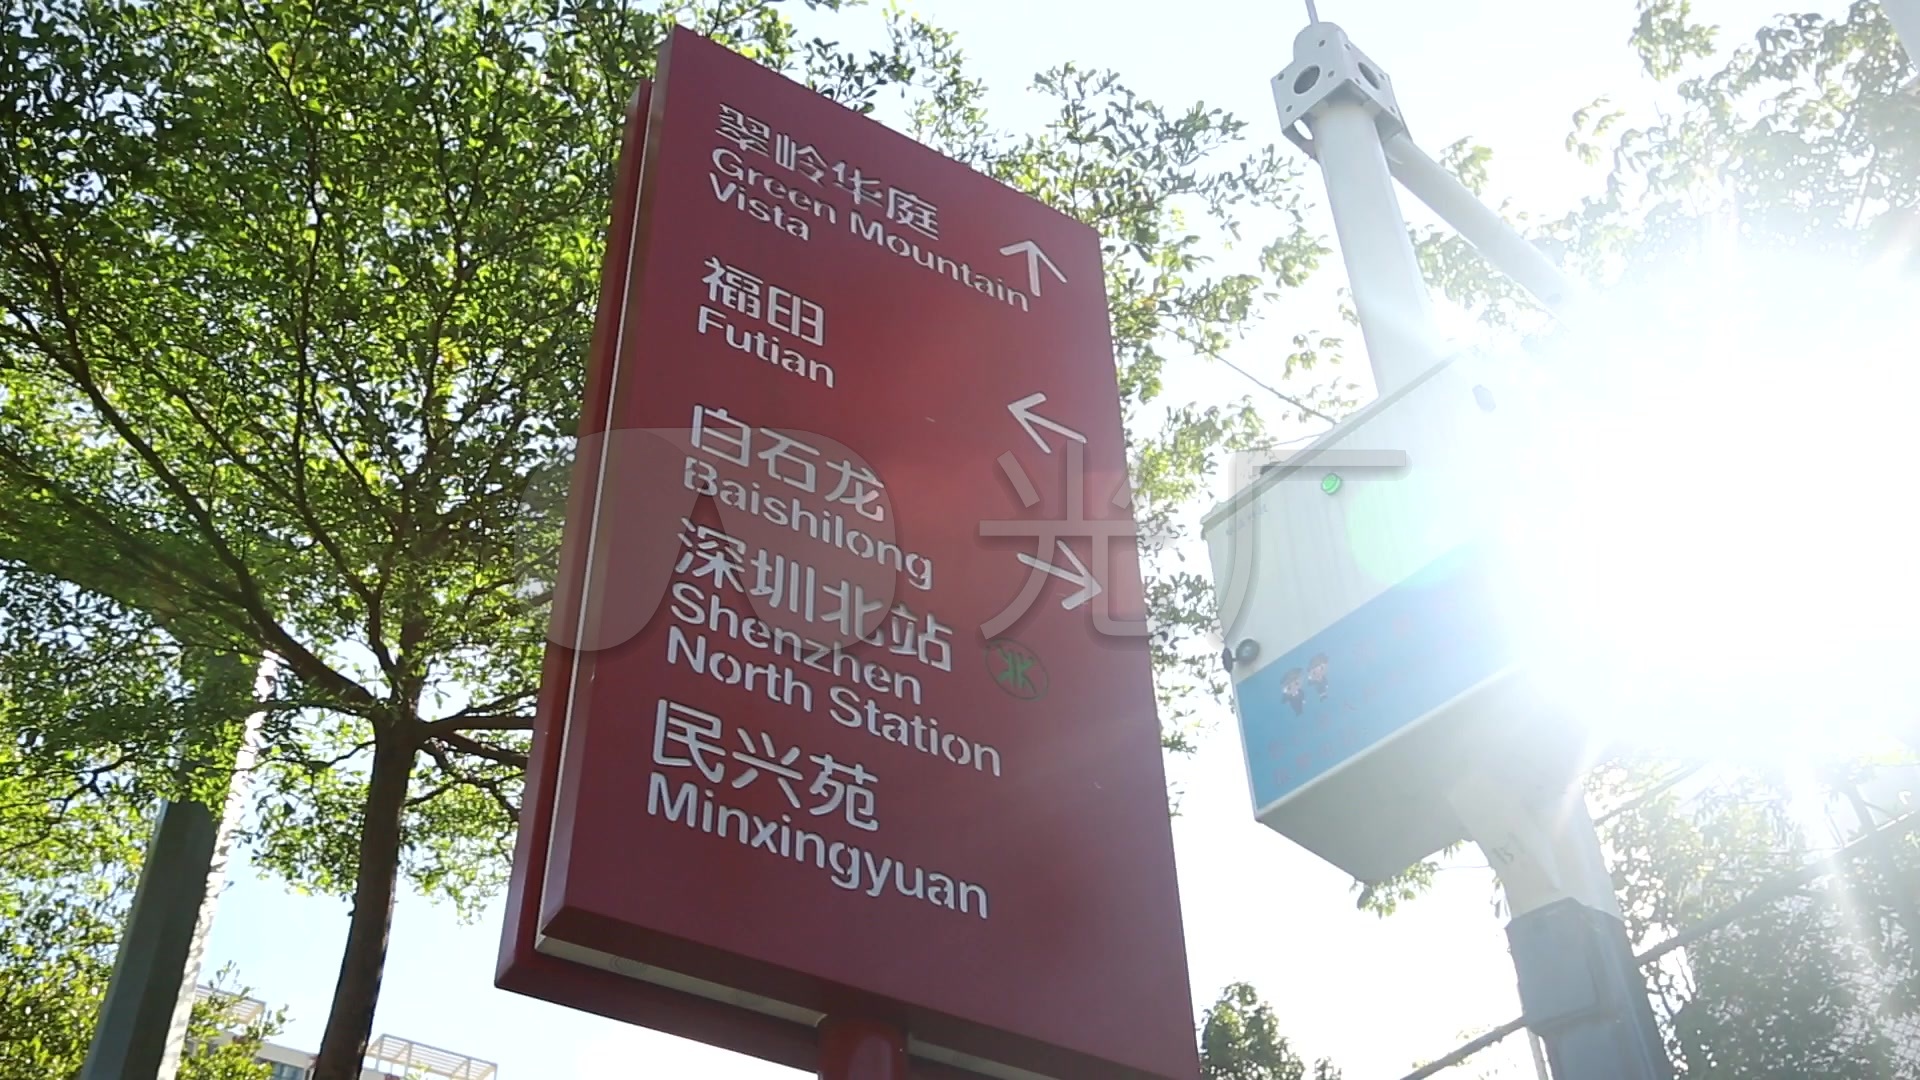 翠岭华庭
Green Mountain
Vista
福田
Futian
白石龙
Baishilong
深圳北站
Shenzhen
North Station
民兴苑
Minxingyuan
光厂